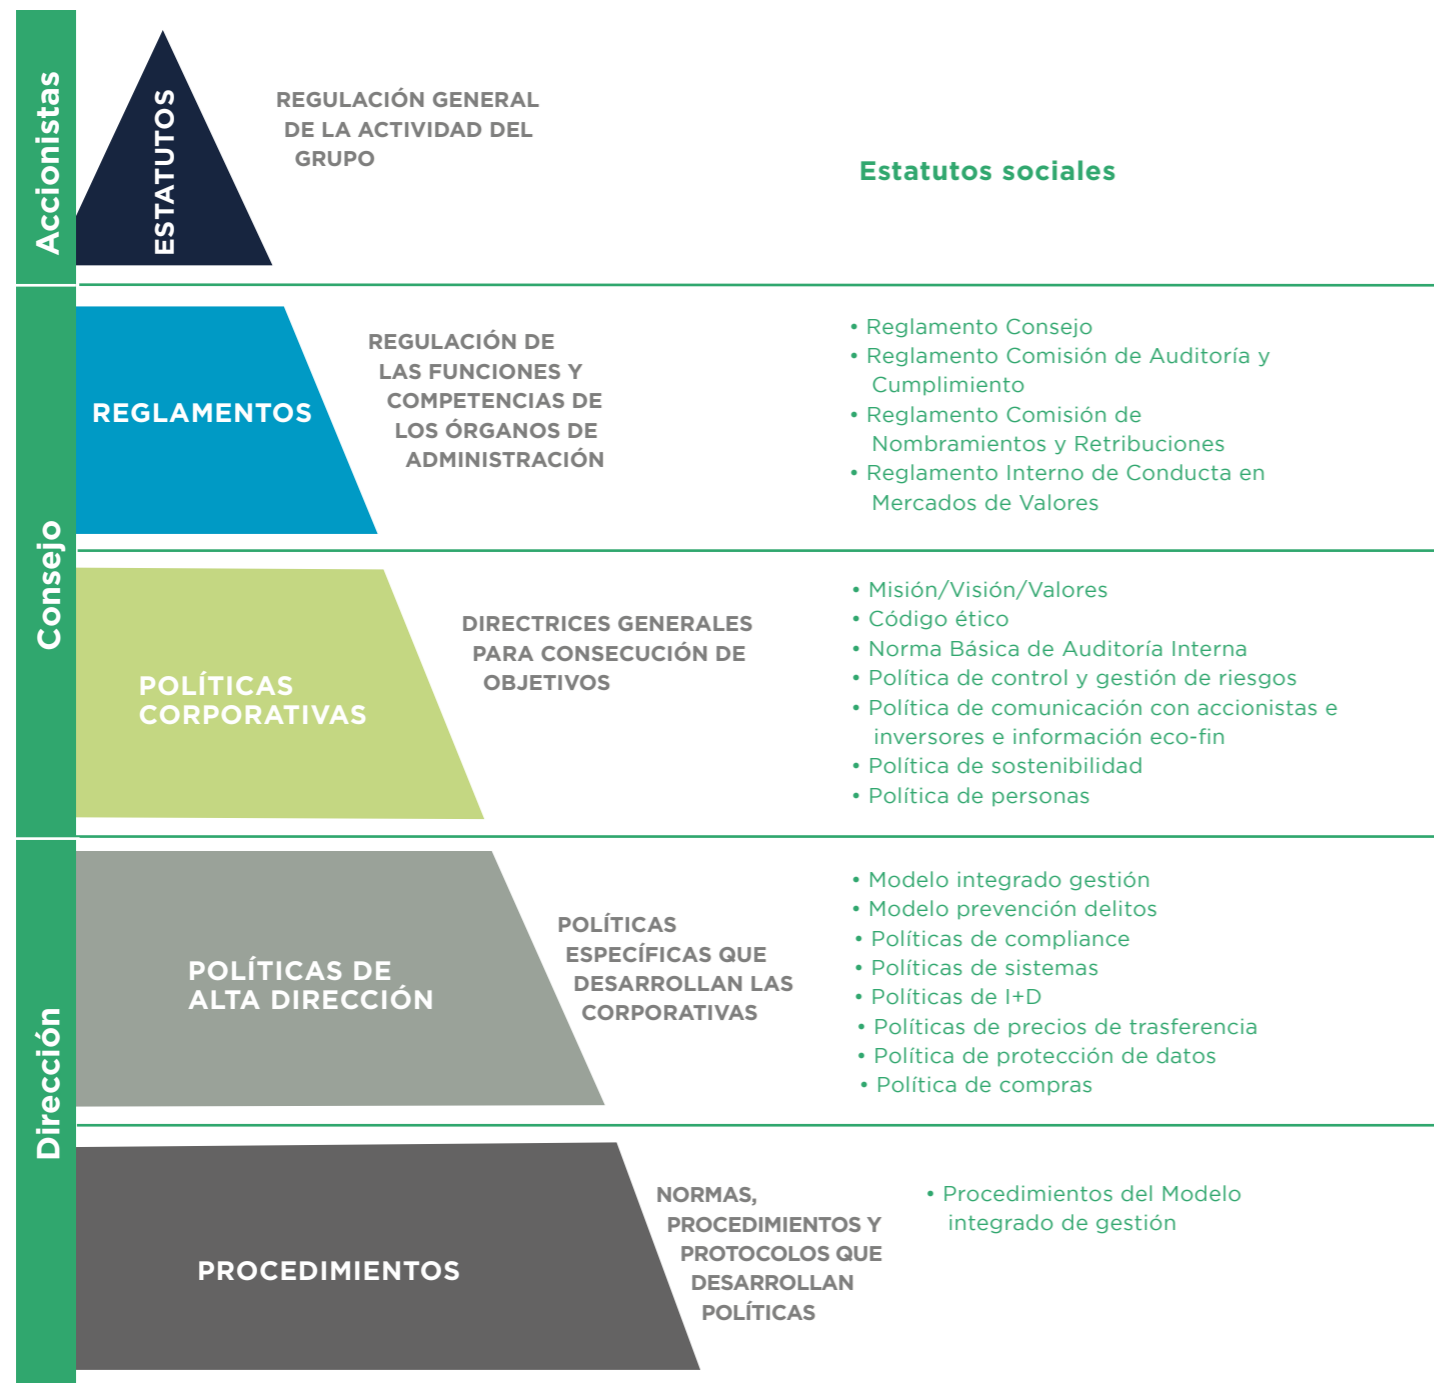 Accionistas
ESTATUTOS
REGULACIÓN GENERAL
DE LA ACTIVIDAD DEL
GRUPO
Estatutos sociales
Consejo
REGLAMENTOS
REGULACIÓN DE
LAS FUNCIONES Y
COMPETENCIAS DE
LOS ÓRGANOS DE
ADMINISTRACIÓN
• Reglamento Consejo
• Reglamento Comisión de Auditoría y
Cumplimiento
• Reglamento Comisión de
Nombramientos y Retribuciones
• Reglamento Interno de Conducta en
Mercados de Valores
POLÍTICAS
CORPORATIVAS
DIRECTRICES GENERALES
PARA CONSECUCIÓN DE
OBJETIVOS
• Misión/Visión/Valores
• Código ético
• Norma Básica de Auditoría Interna
• Política de control y gestión de riesgos
• Política de comunicación con accionistas e
inversores e información eco-fin
• Política de sostenibilidad
• Política de personas
Dirección
POLÍTICAS DE
ALTA DIRECCIÓN
POLÍTICAS
ESPECÍFICAS QUE
DESARROLLAN LAS
CORPORATIVAS
• Modelo integrado gestión
• Modelo prevención delitos
• Políticas de compliance
• Políticas de sistemas
• Políticas de I+D
• Políticas de precios de trasferencia
• Política de protección de datos
• Política de compras
PROCEDIMIENTOS
NORMAS,
PROCEDIMIENTOS Y
PROTOCOLOS QUE
DESARROLLAN
POLÍTICAS
• Procedimientos del Modelo
integrado de gestión